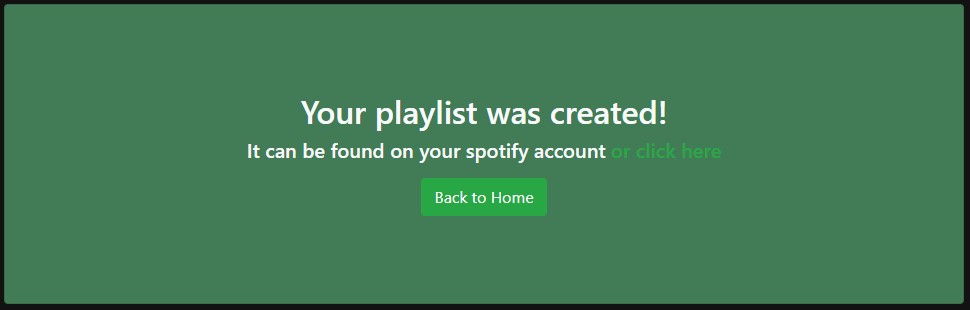 Your playlist was created!
It can be found on your spotify account or click here
Back to Home